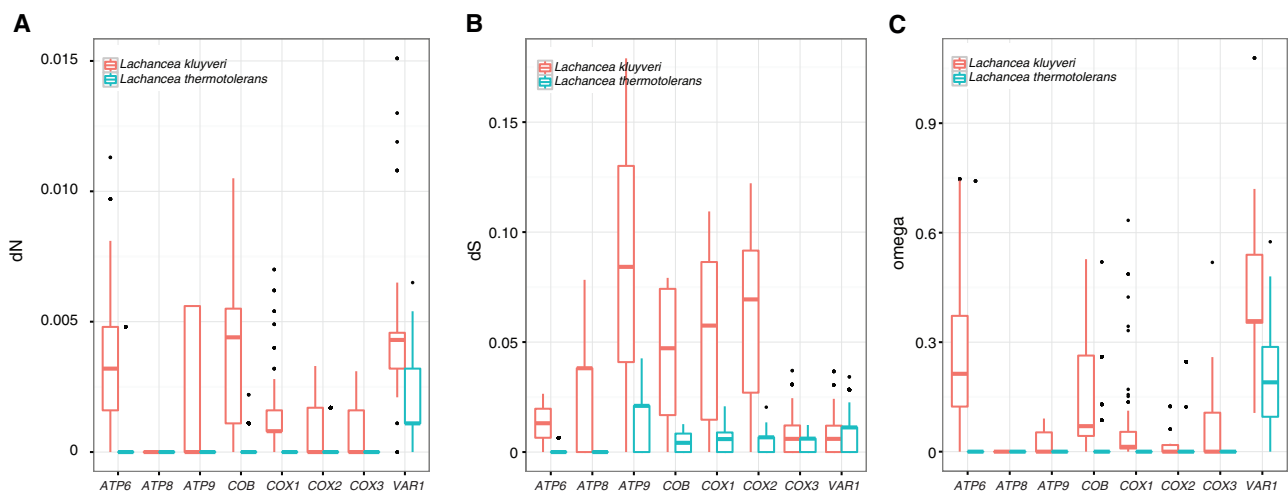 A
Lachancea kluyveri
Lachancea thermotolerans
0.015
0.010
0.005
0
dN
ATP6 ATP8 ATP9 COB COX1 COX2 COX3 VAR1
B
Lachancea kluyveri
Lachancea thermotolerans
0.15
0.10
0.05
0
dS
ATP6 ATP8 ATP9 COB COX1 COX2 COX3 VAR1
C
Lachancea kluyveri
Lachancea thermotolerans
0.9
0.6
0.3
0
omega
ATP6 ATP8 ATP9 COB COX1 COX2 COX3 VAR1